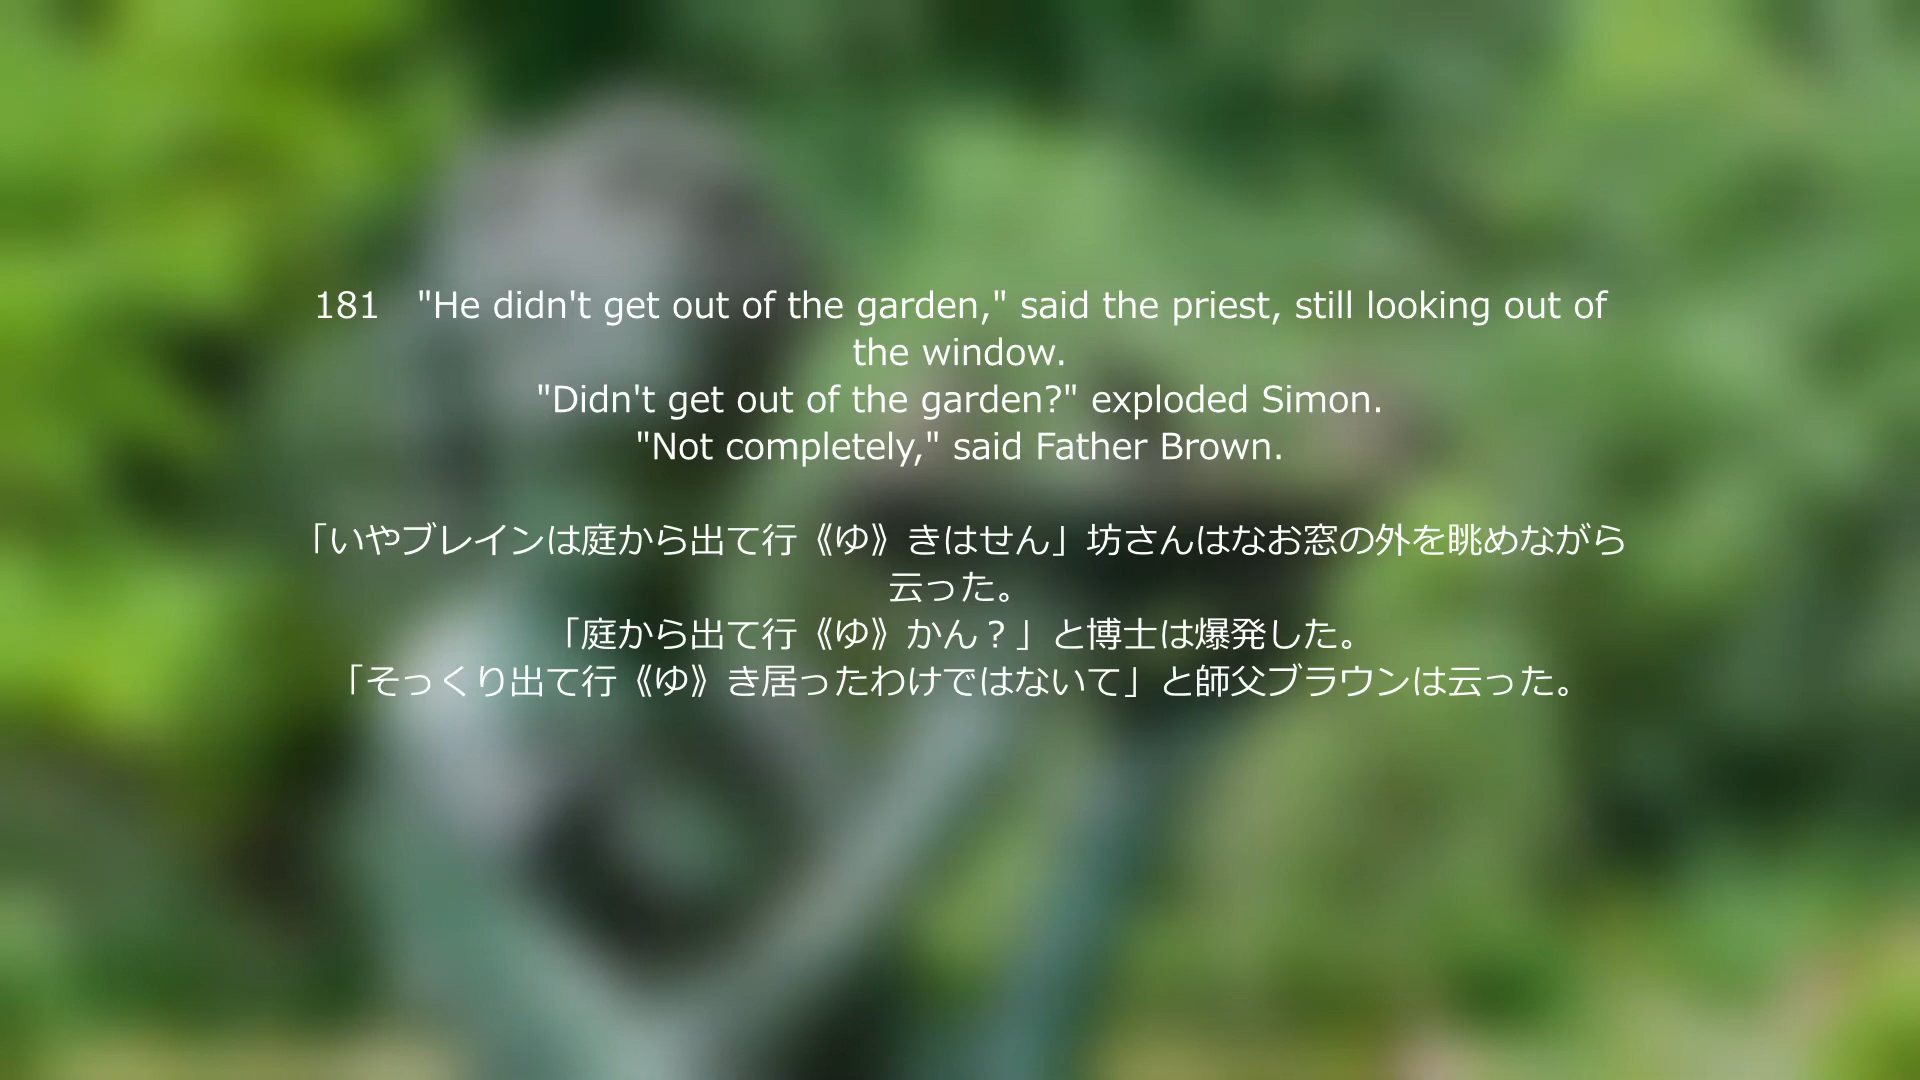 181　"He didn't get out of the garden," said the priest, still looking out of
the window.
"Didn't get out of the garden?" exploded Simon.
"Not completely," said Father Brown.
「いやブレインは庭から出て行《ゆ》きはせん」坊さんはなお窓の外を眺めながら
云った。
「庭から出て行《ゆ》かん？」と博士は爆発した。
「そっくり出て行《ゆ》き居ったわけではないて」と師父ブラウンは云った。